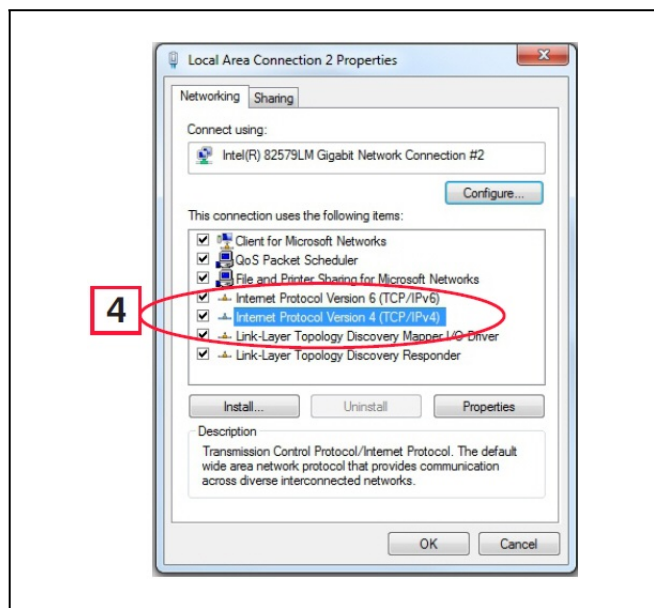 Local Area Connection 2 Properties
Networking
Sharing
Connect using:
Intel(R) 82579LM Gigabit Network Connection #2
Configure...
This connection uses the following items:
Client for Microsoft Networks
QoS Packet Scheduler
File and Printer Sharing for Microsoft Networks
Internet Protocol Version 6 (TCP/IPv6)
4
Internet Protocol Version 4 (TCP/IPv4)
Link-Layer Topology Discovery Mapper I/O Driver
Link-Layer Topology Discovery Responder
Install...
Uninstall
Properties
Description
Transmission Control Protocol/Internet Protocol. The default
wide area network protocol that provides communication
across diverse interconnected networks.
OK
Cancel